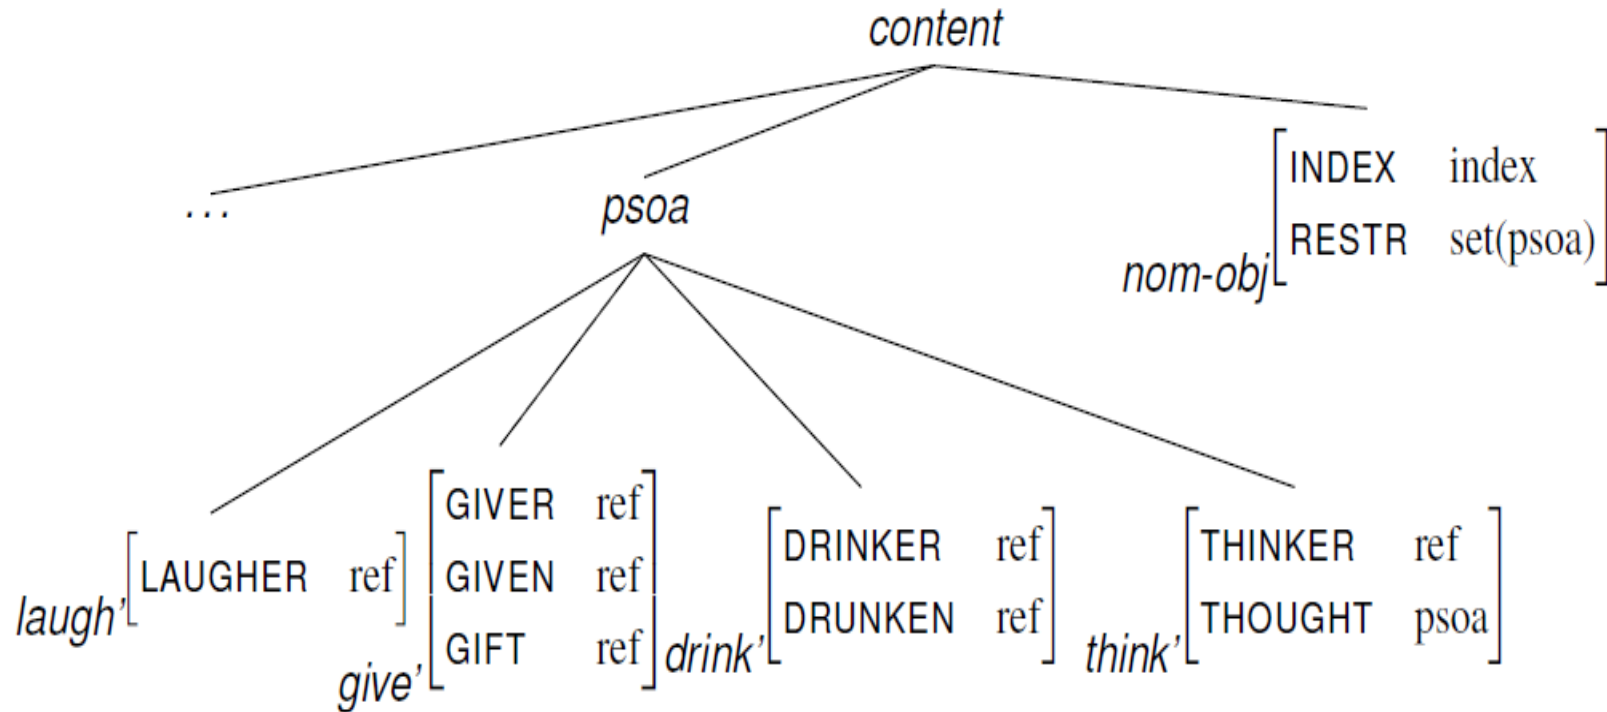 content
INDEX index
... psoa RESTR set(psoa)
nom-obj
GIVER ref
LAUGHER ref GIVEN ref DRINKER ref THINKER ref
laugh’ GIFT ref DRUNKEN ref THOUGHT psoa
give’ drink’ think’